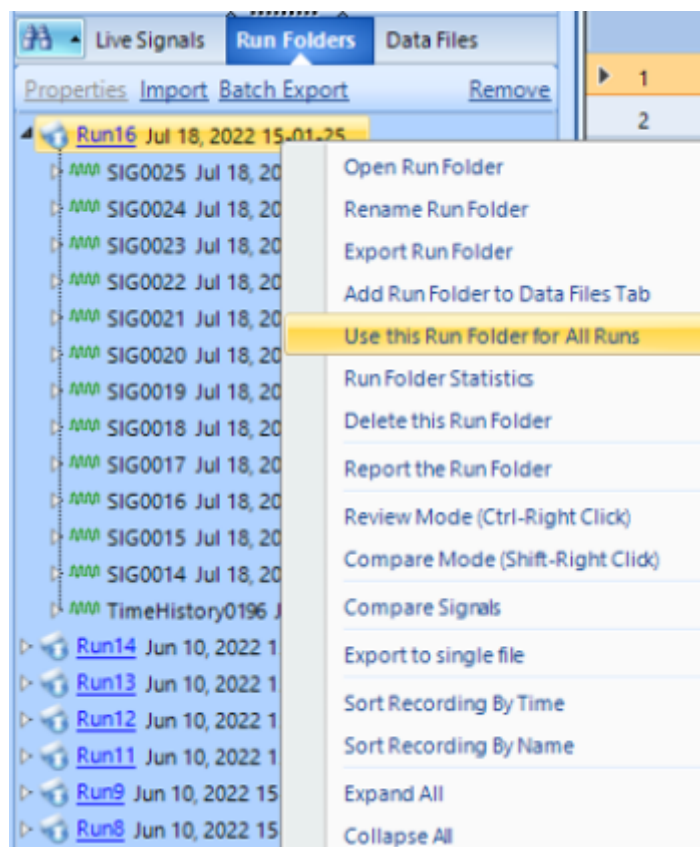 Live Signals Run Folders Data Files
Properties Import Batch Export Remove
1
2
Run16 Jul 18, 2022 15-01-25
SIG0025 Jul 18, 20
SIG0024 Jul 18, 20
SIG0023 Jul 18, 20
SIG0022 Jul 18, 20
SIG0021 Jul 18, 20
SIG0020 Jul 18, 20
SIG0019 Jul 18, 20
SIG0018 Jul 18, 20
SIG0017 Jul 18, 20
SIG0016 Jul 18, 20
SIG0015 Jul 18, 20
SIG0014 Jul 18, 20
TimeHistory0196 J
Run14 Jun 10, 2022 1
Run13 Jun 10, 2022 1
Run12 Jun 10, 2022 1
Run11 Jun 10, 2022 1
Run9 Jun 10, 2022 15
Run8 Jun 10, 2022 15
Open Run Folder
Rename Run Folder
Export Run Folder
Add Run Folder to Data Files Tab
Use this Run Folder for All Runs
Run Folder Statistics
Delete this Run Folder
Report the Run Folder
Review Mode (Ctrl-Right Click)
Compare Mode (Shift-Right Click)
Compare Signals
Export to single file
Sort Recording By Time
Sort Recording By Name
Expand All
Collapse All